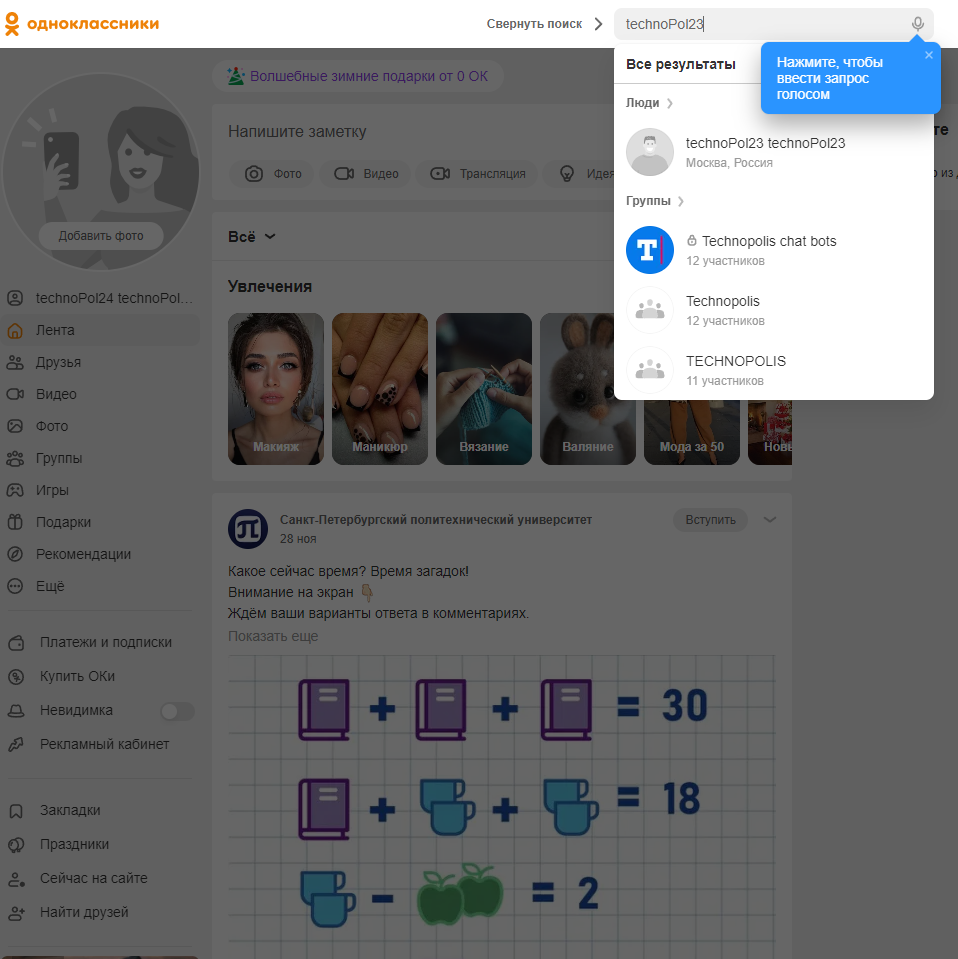 одноклассники
Свернуть поиск
technoPol23
Все результаты
Нажмите, чтобы
ввести запрос
голосом
Люди
technoPol23 technoPol23
Москва, Россия
Группы
Technopolis chat bots
12 участников
Technopolis
12 участников
TECHNOPOLIS
11 участников
Волшебные зимние подарки от 0 ОК
Напишите заметку
Фото
Видео
Трансляция
Идея
Всё
Увлечения
Макияж
Маникюр
Вязание
Валяние
Мода за 50
Новы
Добавить фото
technoPol24 technoPol...
Лента
Друзья
Видео
Фото
Группы
Игры
Подарки
Рекомендации
Ещё
Платежи и подписки
Купить ОКи
Невидимка
Рекламный кабинет
Закладки
Праздники
Сейчас на сайте
Найти друзей
Санкт-Петербургский политехнический университет
28 ноя
Вступить
Какое сейчас время? Время загадок!
Внимание на экран 👇🏼
Ждём ваши варианты ответа в комментариях.
Показать еще
+ + = 30
+ + = 18
- = 2